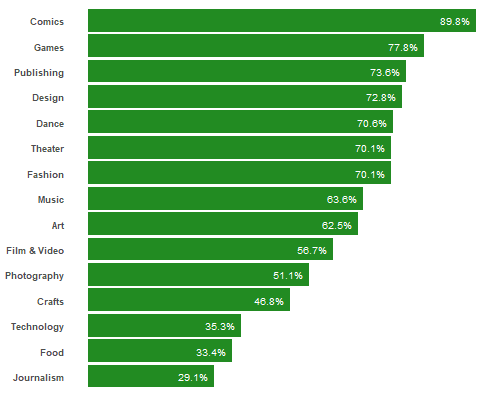 Comics 89.8%
Games 77.8%
Publishing 73.6%
Design 72.8%
Dance 70.6%
Theater 70.1%
Fashion 70.1%
Music 63.6%
Art 62.5%
Film & Video 56.7%
Photography 51.1%
Crafts 46.8%
Technology 35.3%
Food 33.4%
Journalism 29.1%